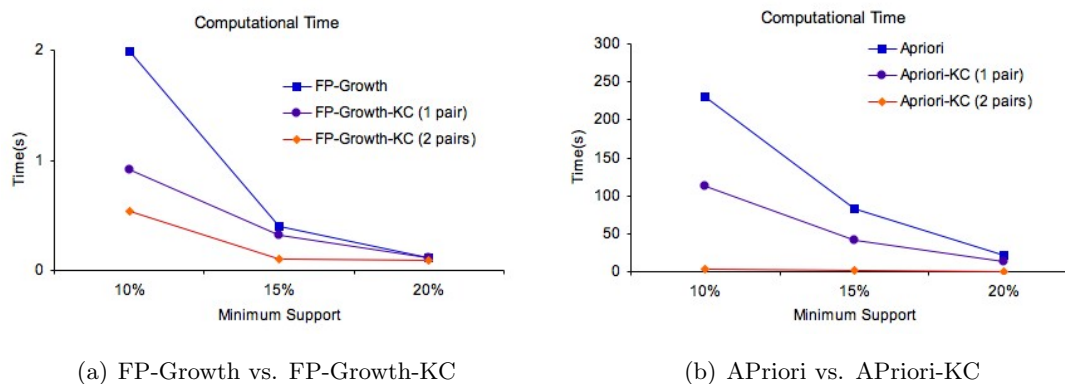 Computational Time
2
1
0
Time(s)
FP-Growth
FP-Growth-KC (1 pair)
FP-Growth-KC (2 pairs)
10%
15%
20%
Minimum Support
(a) FP-Growth vs. FP-Growth-KC
Computational Time
300
250
200
150
100
50
0
Time(s)
Apriori
Apriori-KC (1 pair)
Apriori-KC (2 pairs)
10%
15%
20%
Minimum Support
(b) APriori vs. APriori-KC